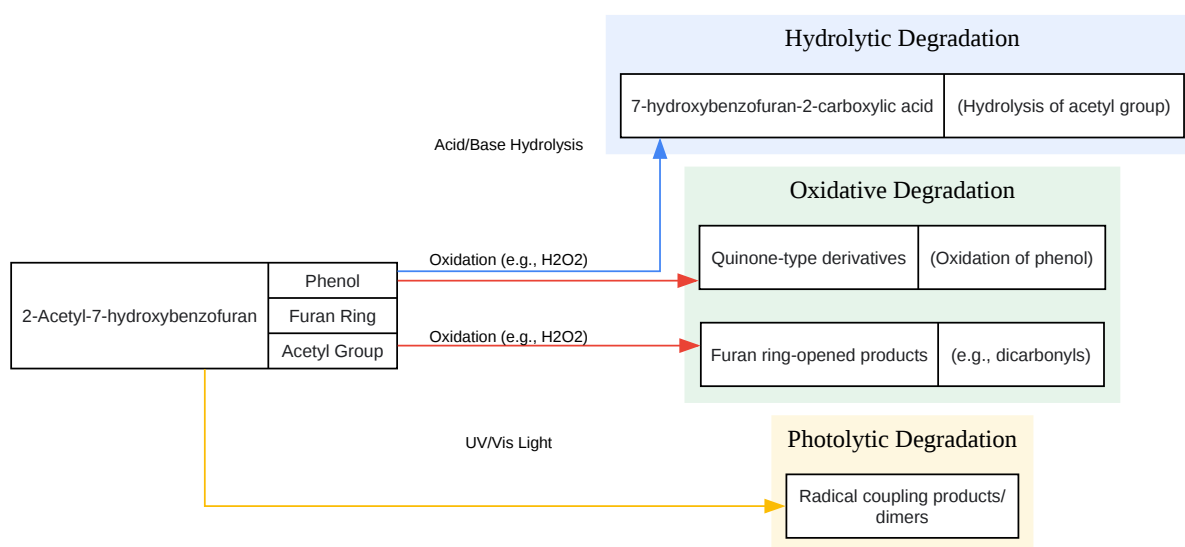 Hydrolytic Degradation
7-hydroxybenzofuran-2-carboxylic acid
(Hydrolysis of acetyl group)
Acid/Base Hydrolysis
Oxidative Degradation
Quinone-type derivatives
(Oxidation of phenol)
Oxidation (e.g., H2O2)
2-Acetyl-7-hydroxybenzofuran
Phenol
Furan Ring
Acetyl Group
Oxidation (e.g., H2O2)
Furan ring-opened products
(e.g., dicarbonyls)
UV/Vis Light
Photolytic Degradation
Radical coupling products/
dimers